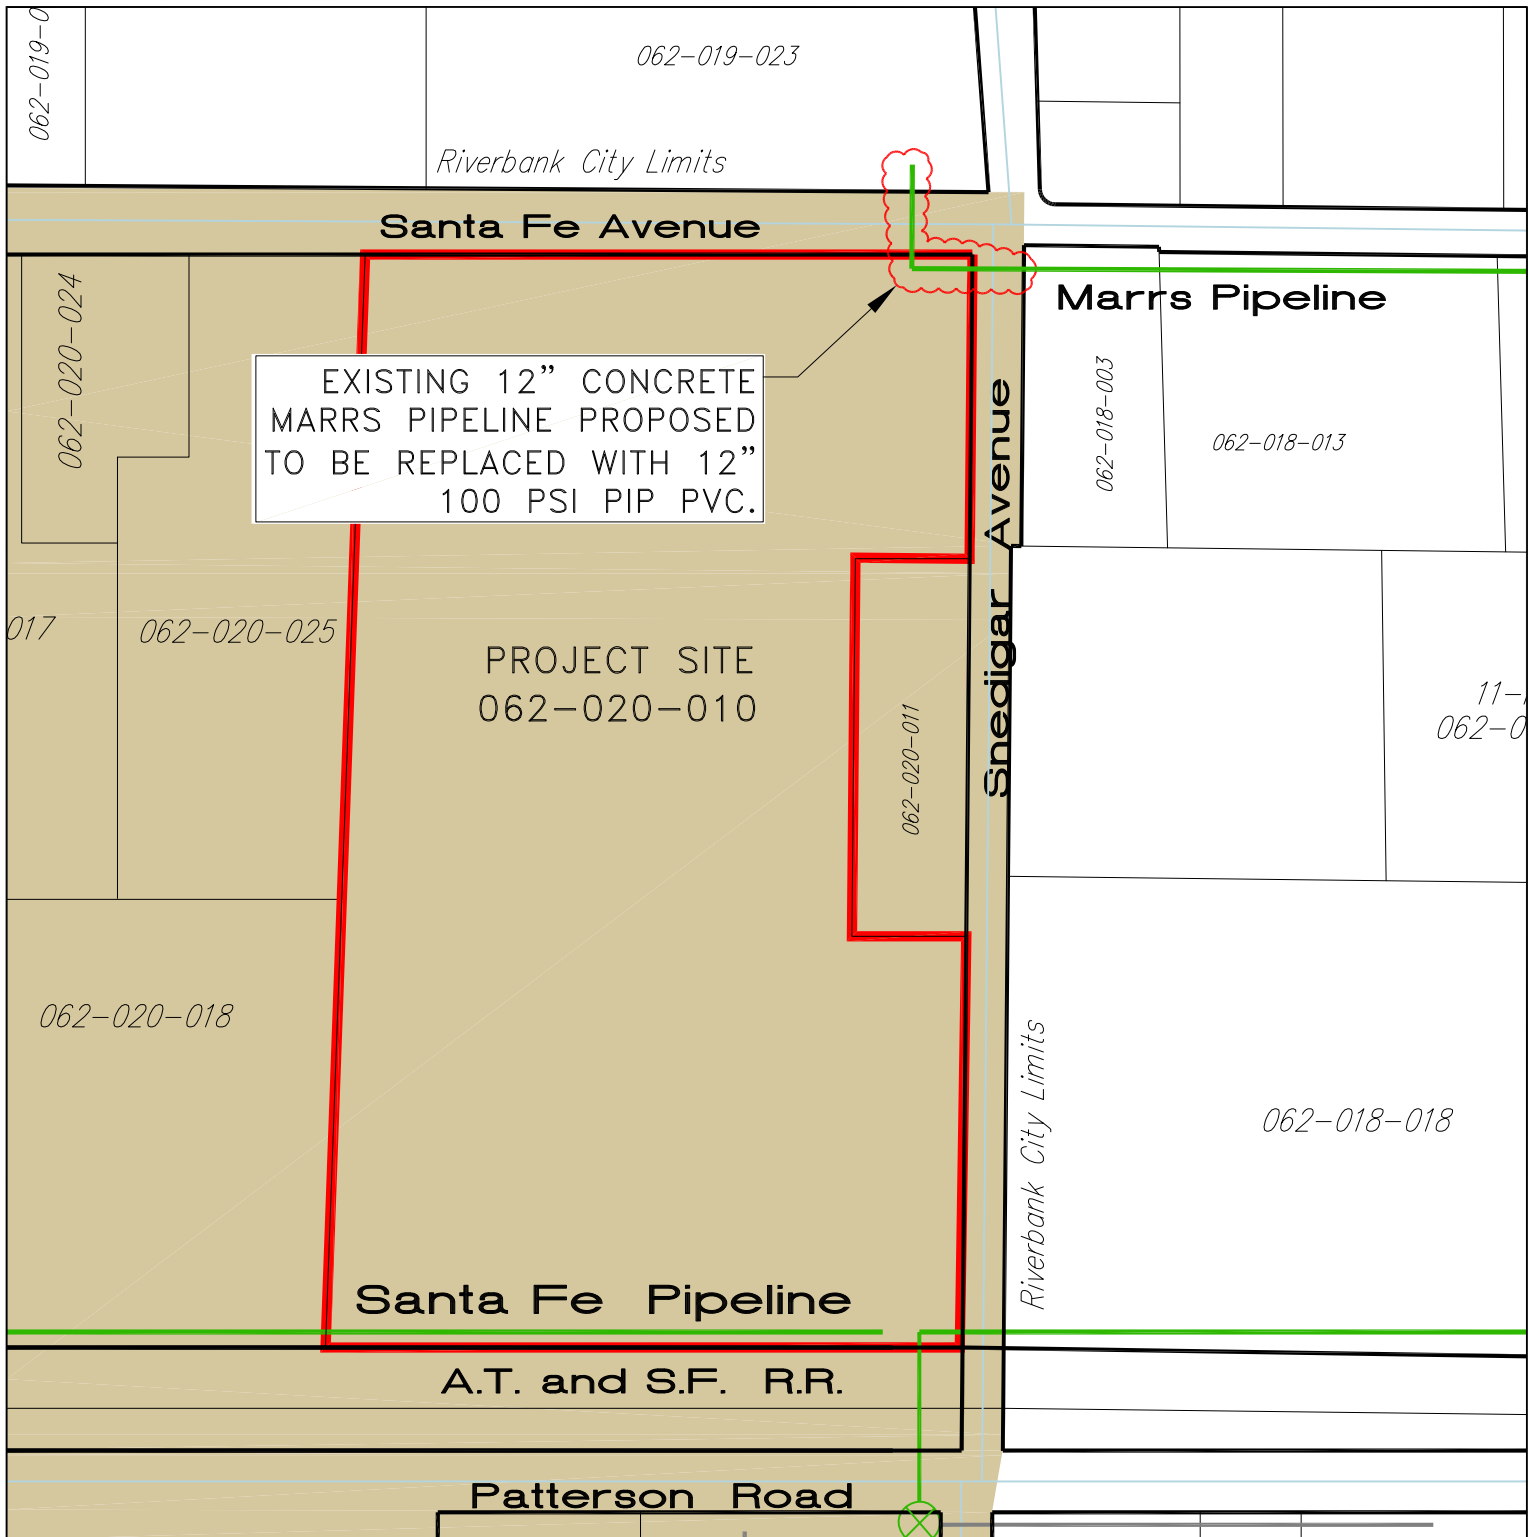 062-019-0
062-019-023
Riverbank City Limits
Santa Fe Avenue
Marrs Pipeline
062-020-024
EXISTING 12” CONCRETE
MARRS PIPELINE PROPOSED
TO BE REPLACED WITH 12”
100 PSI PIP PVC.
Snedigar Avenue
062-018-003
062-018-013
017
062-020-025
PROJECT SITE
062-020-010
062-020-011
11-
062-0
062-020-018
Riverbank City Limits
062-018-018
Santa Fe Pipeline
A.T. and S.F. R.R.
Patterson Road